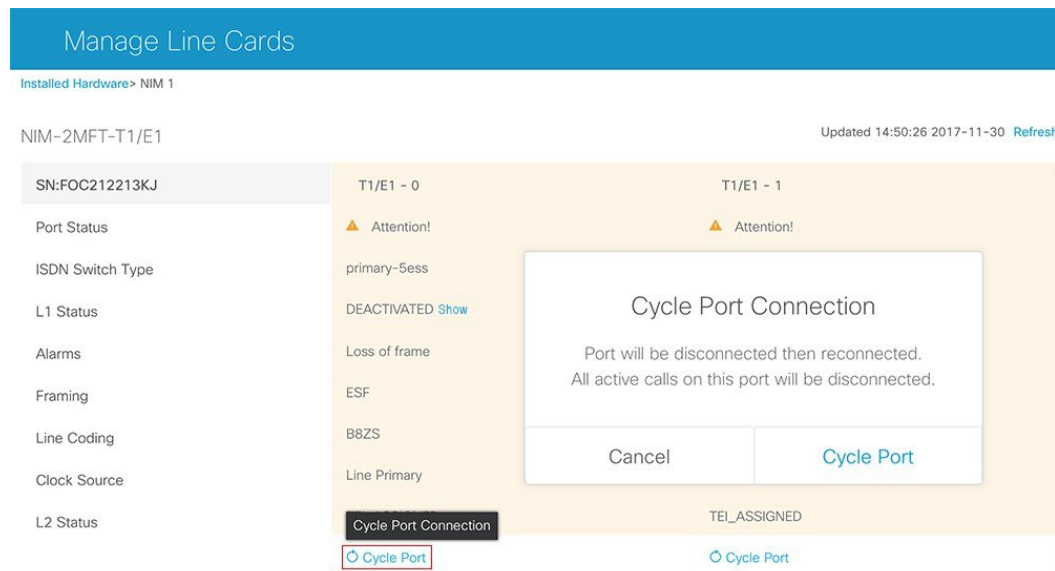 Manage Line Cards
Installed Hardware> NIM 1
NIM-2MFT-T1/E1
Updated 14:50:26 2017-11-30 Refresh
SN:FOC212213KJ T1/E1 - 0 T1/E1 - 1
Port Status Attention! Attention!
ISDN Switch Type primary-5ess
L1 Status DEACTIVATED Show
Alarms Loss of frame
Framing ESF
Line Coding B8ZS
Clock Source Line Primary
L2 Status TEI_ASSIGNED
Cycle Port Connection
Port will be disconnected then reconnected.
All active calls on this port will be disconnected.
Cancel Cycle Port
Cycle Port Connection
Cycle Port Cycle Port